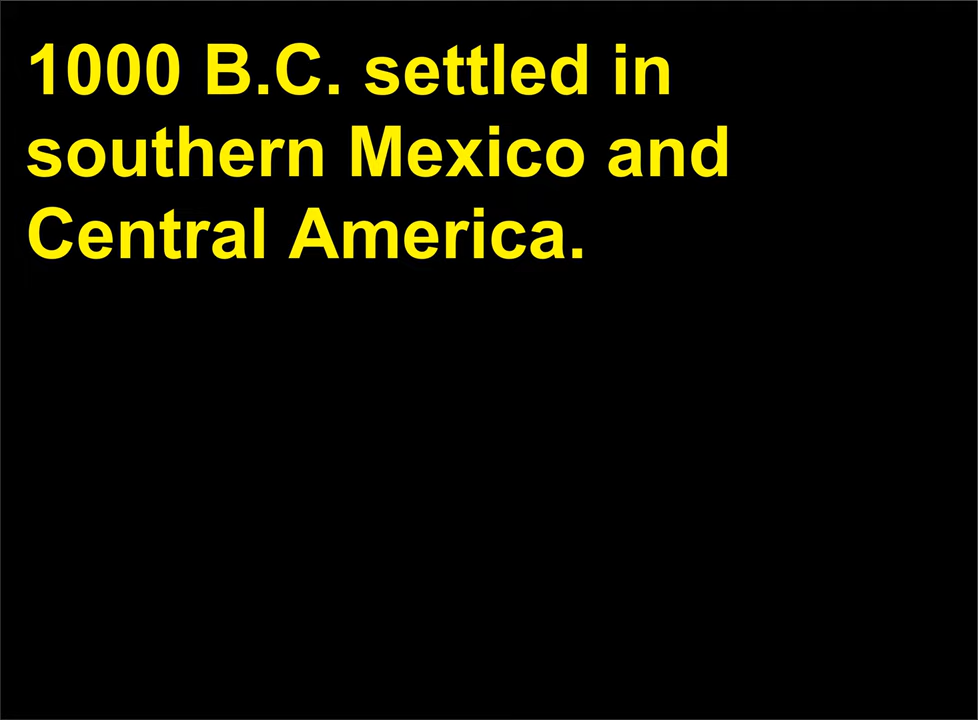 1000 B.C. settled in
southern Mexico and
Central America.